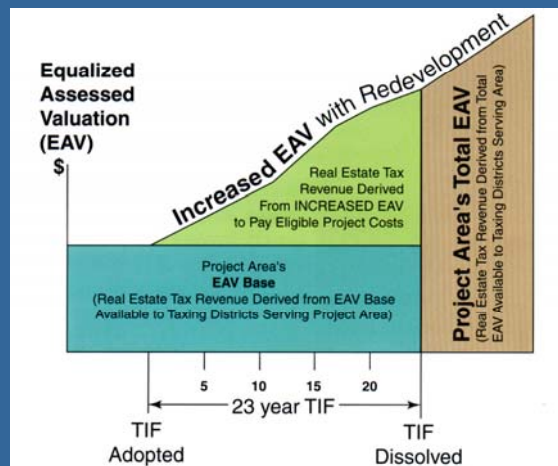 Equalized
Assessed
Valuation
(EAV)
$
Increased EAV with Redevelopment
Real Estate Tax
Revenue Derived
From INCREASED EAV
to Pay Eligible Project Costs
Project Area's
EAV Base
(Real Estate Tax Revenue Derived from EAV Base
Available to Taxing Districts Serving Project Area)
Project Area's Total EAV
(Real Estate Tax Revenue Derived from Total
EAV Available to Taxing Districts Serving Area)
5 10 15 20
23 year TIF
TIF
Adopted
TIF
Dissolved